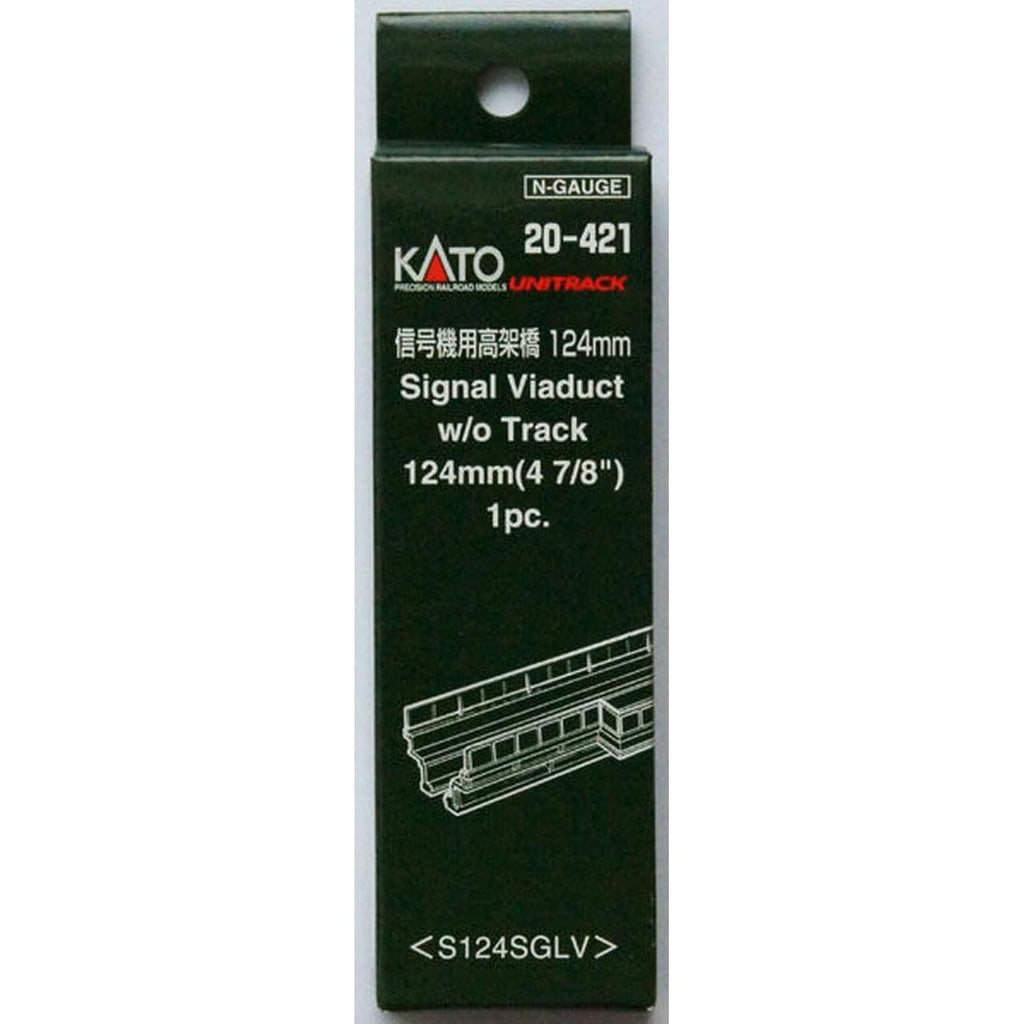 N-GAUGE
20-421
KATO
PRECISION RAILROAD MODELS
UNITRACK
信号機用高架橋 124mm
Signal Viaduct
w/o Track
124mm(4 7/8")
1pc.
<S124SGLV>